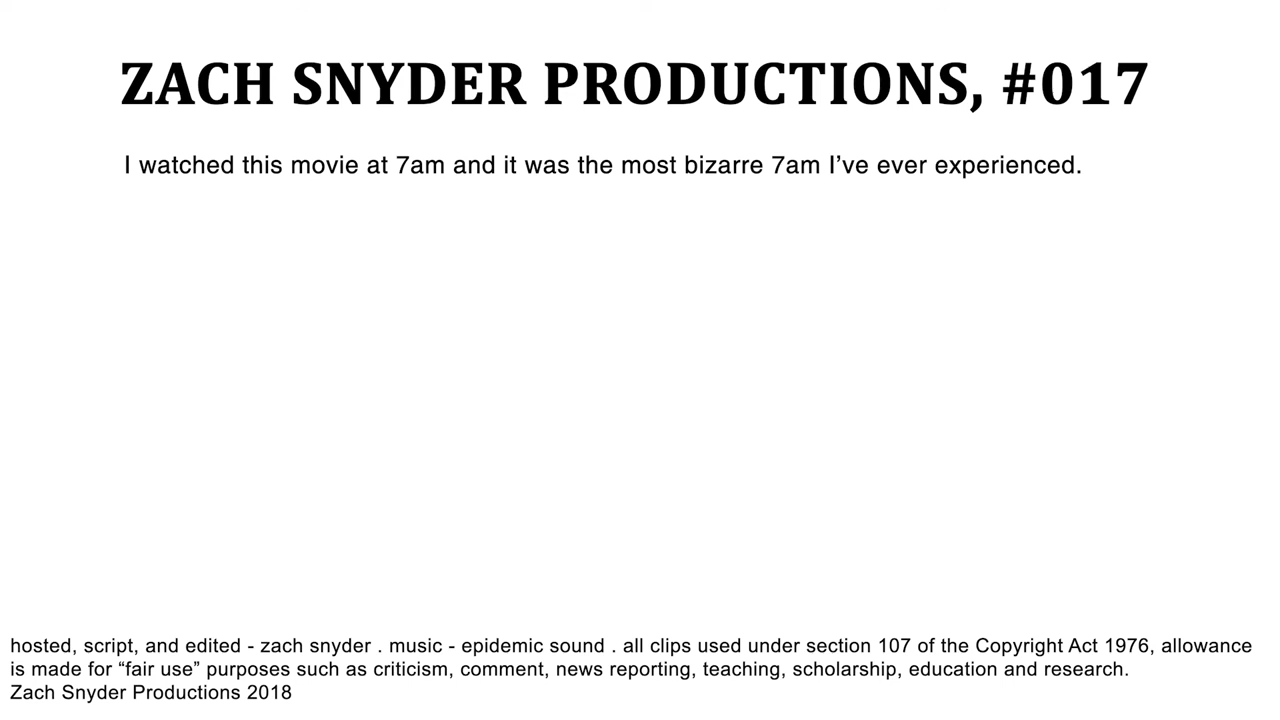 ZACH SNYDER PRODUCTIONS, #017
I watched this movie at 7am and it was the most bizarre 7am I’ve ever experienced.
hosted, script, and edited - zach snyder . music - epidemic sound . all clips used under section 107 of the Copyright Act 1976, allowance
is made for “fair use” purposes such as criticism, comment, news reporting, teaching, scholarship, education and research.
Zach Snyder Productions 2018